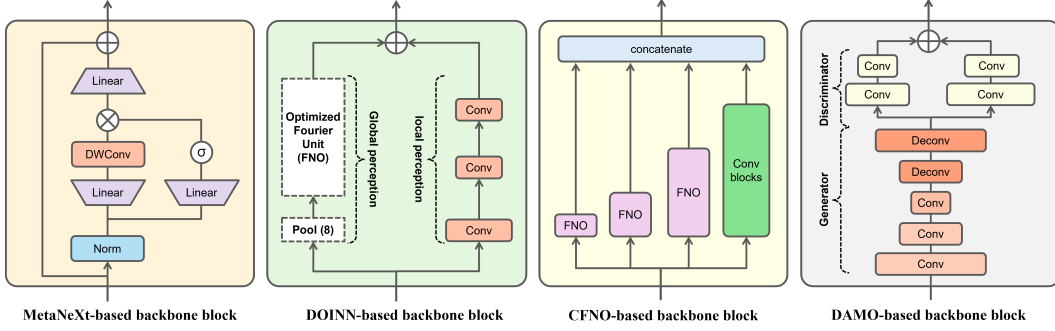 Linear
DWConv
σ
Linear
Linear
Norm
MetaNeXt-based backbone block
Optimized
Fourier
Unit
(FNO)
Pool (8)
Global perception
local perception
Conv
Conv
Conv
DOINN-based backbone block
concatenate
FNO
FNO
FNO
Conv
blocks
CFNO-based backbone block
Discriminator
Generator
Conv
Conv
Conv
Conv
Deconv
Deconv
Conv
Conv
Conv
DAMO-based backbone block